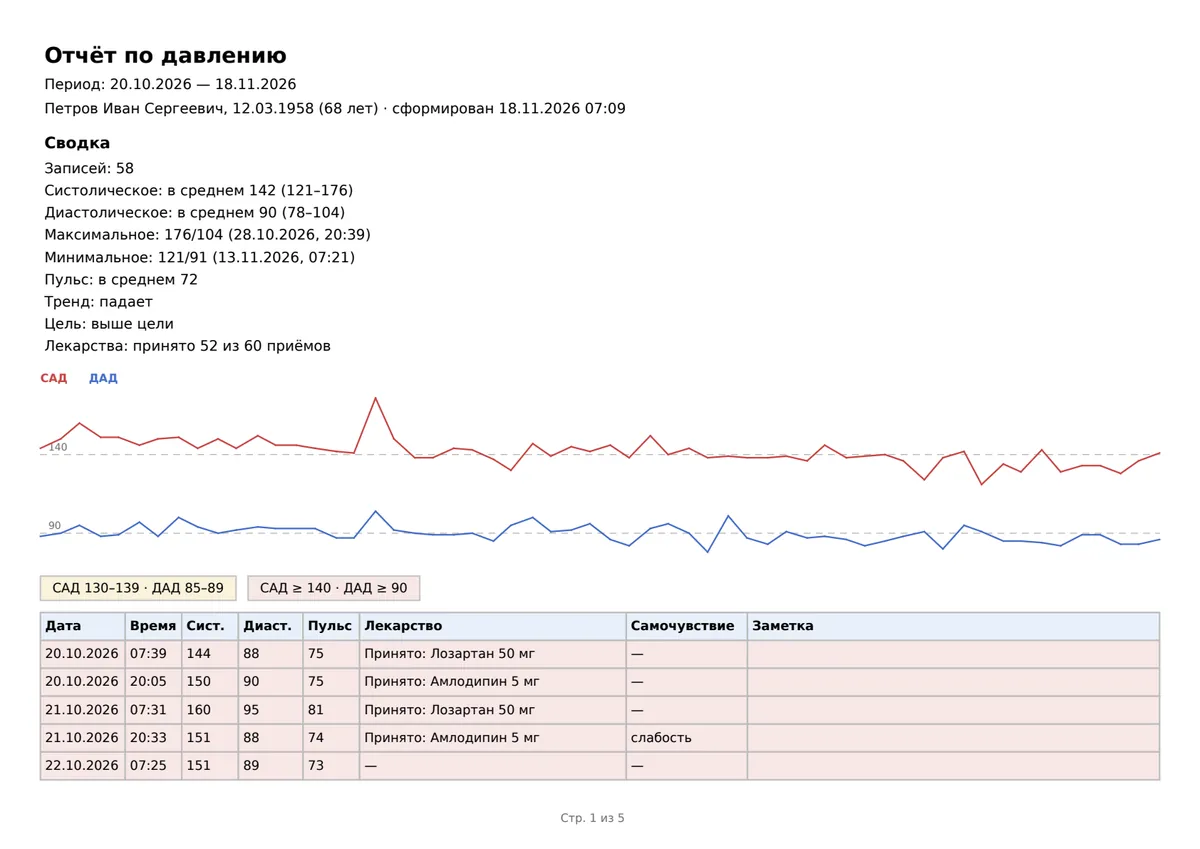 Отчёт по давлению
Период: 20.10.2026 — 18.11.2026
Петров Иван Сергеевич, 12.03.1958 (68 лет) · сформирован 18.11.2026 07:09
Сводка
Записей: 58
Систолическое: в среднем 142 (121–176)
Диастолическое: в среднем 90 (78–104)
Максимальное: 176/104 (28.10.2026, 20:39)
Минимальное: 121/91 (13.11.2026, 07:21)
Пульс: в среднем 72
Тренд: падает
Цель: выше цели
Лекарства: принято 52 из 60 приёмов
САД ДАД
140
90
САД 130–139 · ДАД 85–89 САД ≥ 140 · ДАД ≥ 90
Дата Время Сист. Диаст. Пульс Лекарство Самочувствие Заметка
20.10.2026 07:39 144 88 75 Принято: Лозартан 50 мг —
20.10.2026 20:05 150 90 75 Принято: Амлодипин 5 мг —
21.10.2026 07:31 160 95 81 Принято: Лозартан 50 мг —
21.10.2026 20:33 151 88 74 Принято: Амлодипин 5 мг слабость
22.10.2026 07:25 151 89 73 — —
Стр. 1 из 5